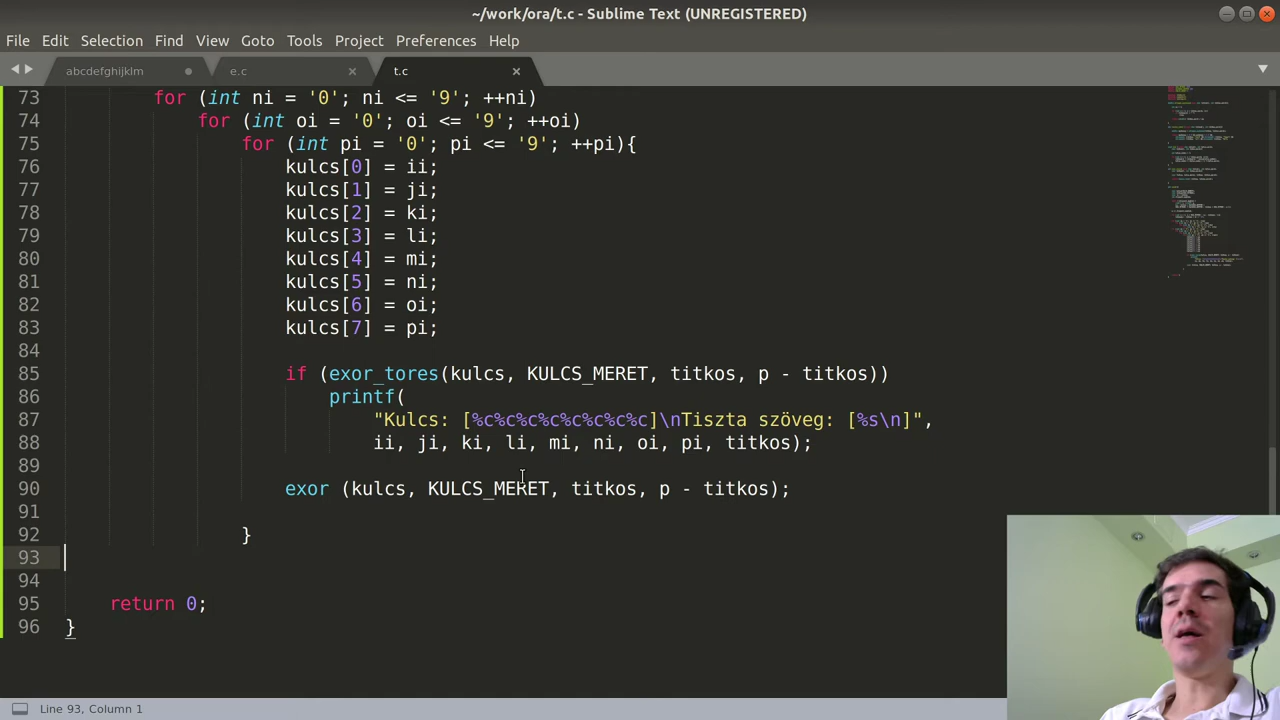 ~/work/ora/t.c - Sublime Text (UNREGISTERED)
File Edit Selection Find View Goto Tools Project Preferences Help
abcdefghijklm e.c t.c
73 for (int ni = '0'; ni <= '9'; ++ni)
74 for (int oi = '0'; oi <= '9'; ++oi)
75 for (int pi = '0'; pi <= '9'; ++pi){
76 kulcs[0] = ii;
77 kulcs[1] = ji;
78 kulcs[2] = ki;
79 kulcs[3] = li;
80 kulcs[4] = mi;
81 kulcs[5] = ni;
82 kulcs[6] = oi;
83 kulcs[7] = pi;
84
85 if (exor_tores(kulcs, KULCS_MERET, titkos, p - titkos))
86 printf(
87 "Kulcs: [%c%c%c%c%c%c%c%c]\nTiszta szöveg: [%s\n]",
88 ii, ji, ki, li, mi, ni, oi, pi, titkos);
89
90 exor (kulcs, KULCS_MERET, titkos, p - titkos);
91
92 }
93
94
95 return 0;
96 }
Line 93, Column 1